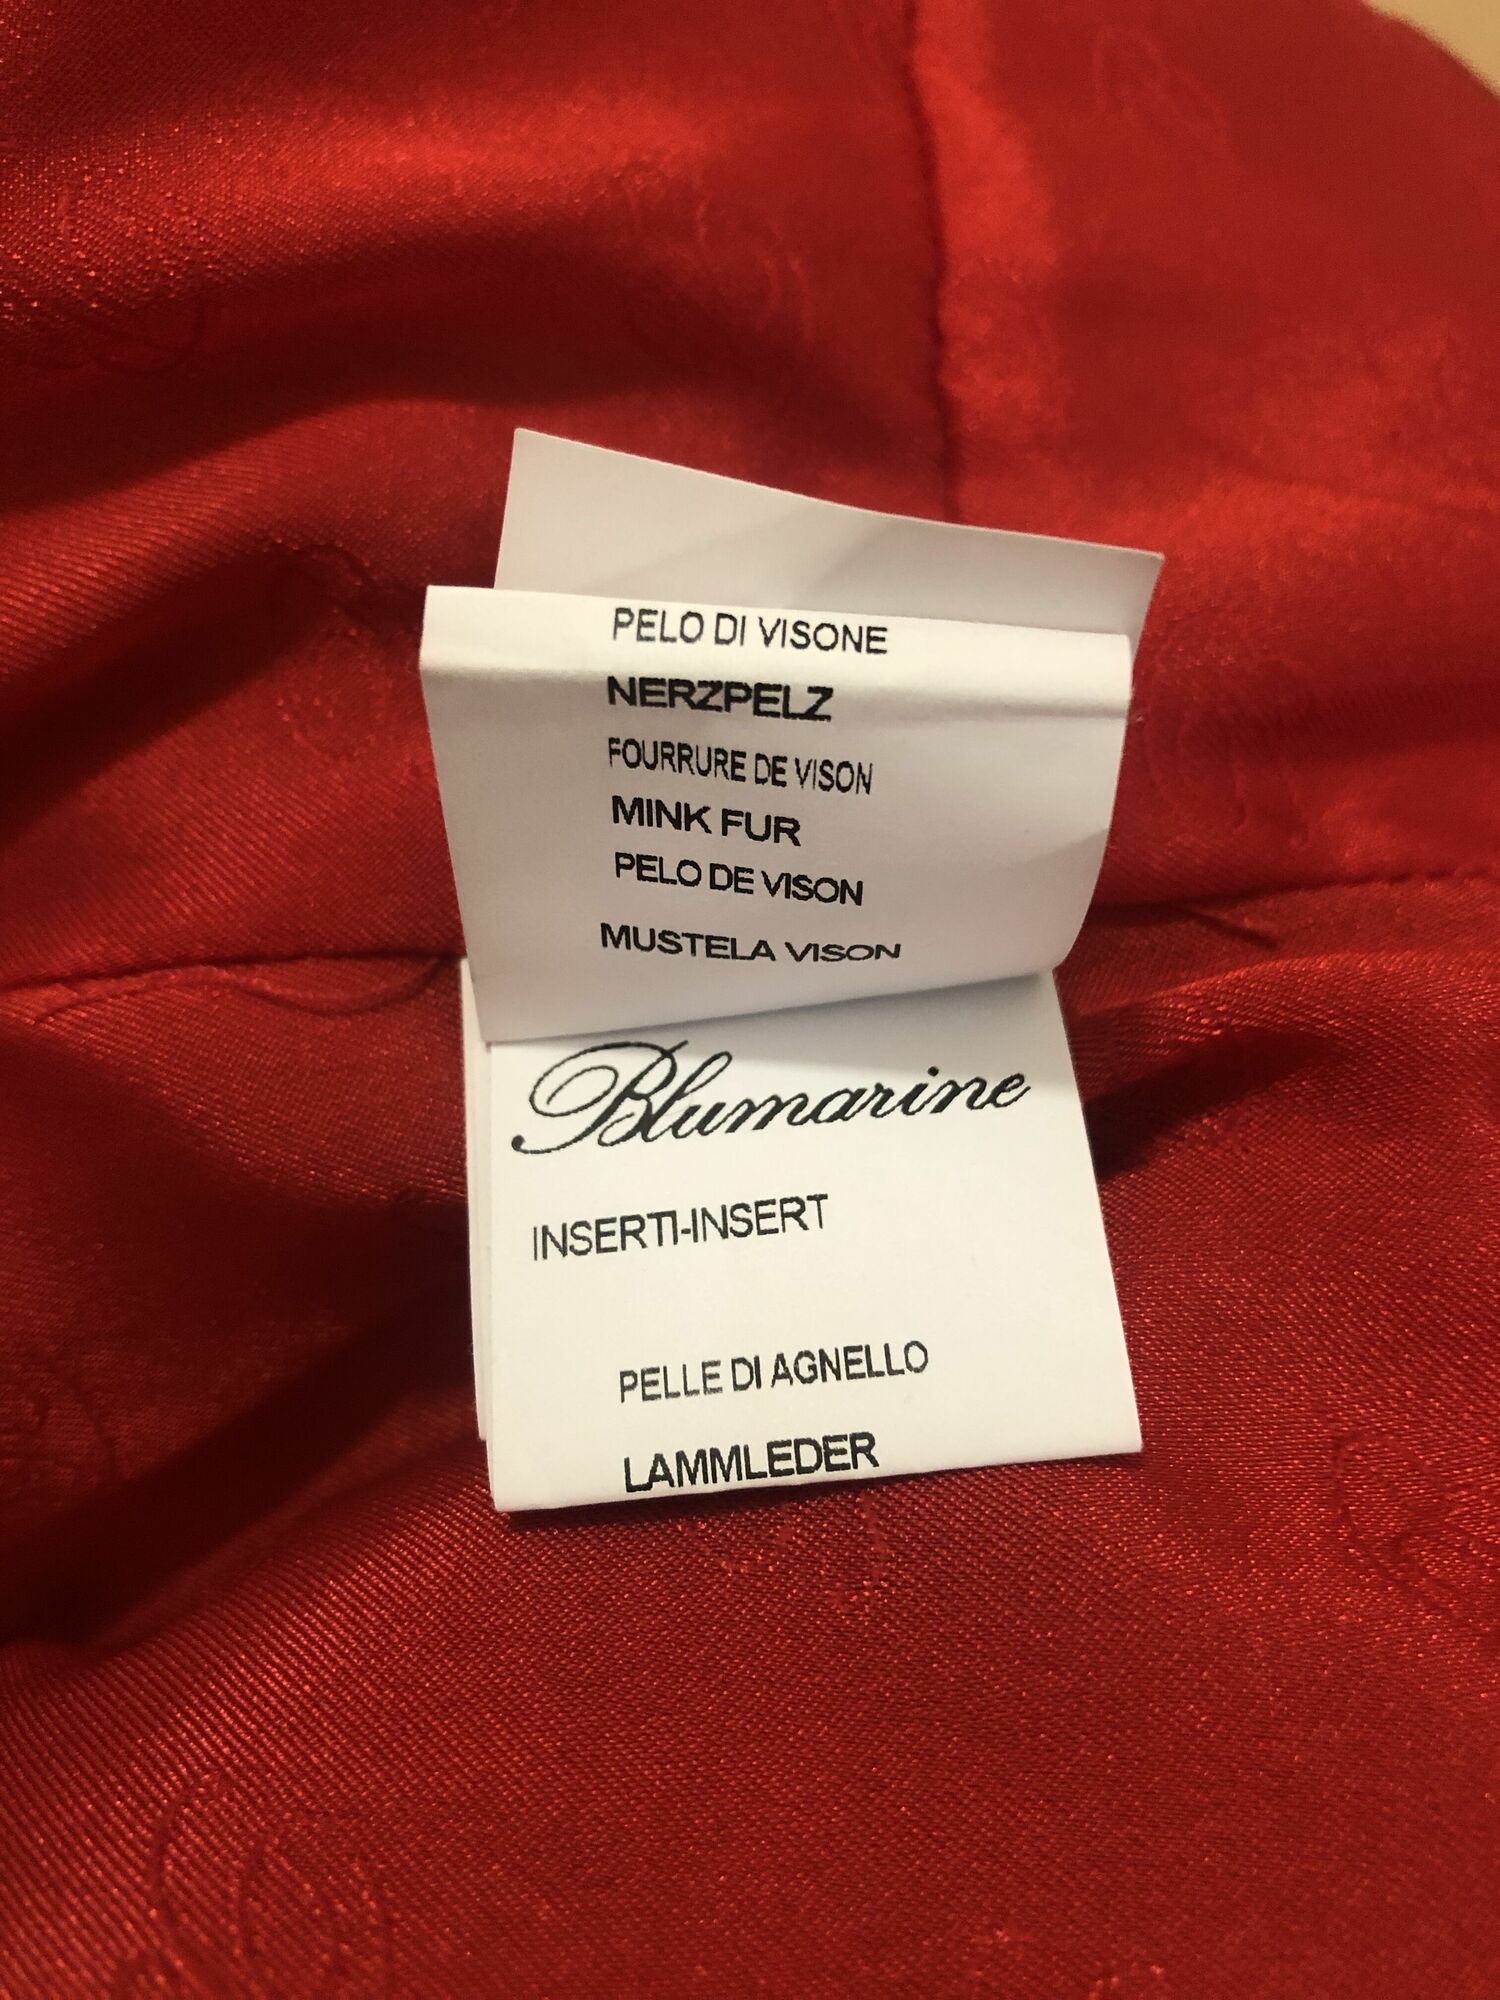 PELO DI VISONE
NERZPELZ
FOURRURE DE VISON
MINK FUR
PELO DE VISON
MUSTELA VISON
Blumarine
INSERTI-INSERT
PELLE DI AGNELLO
LAMMLEDER